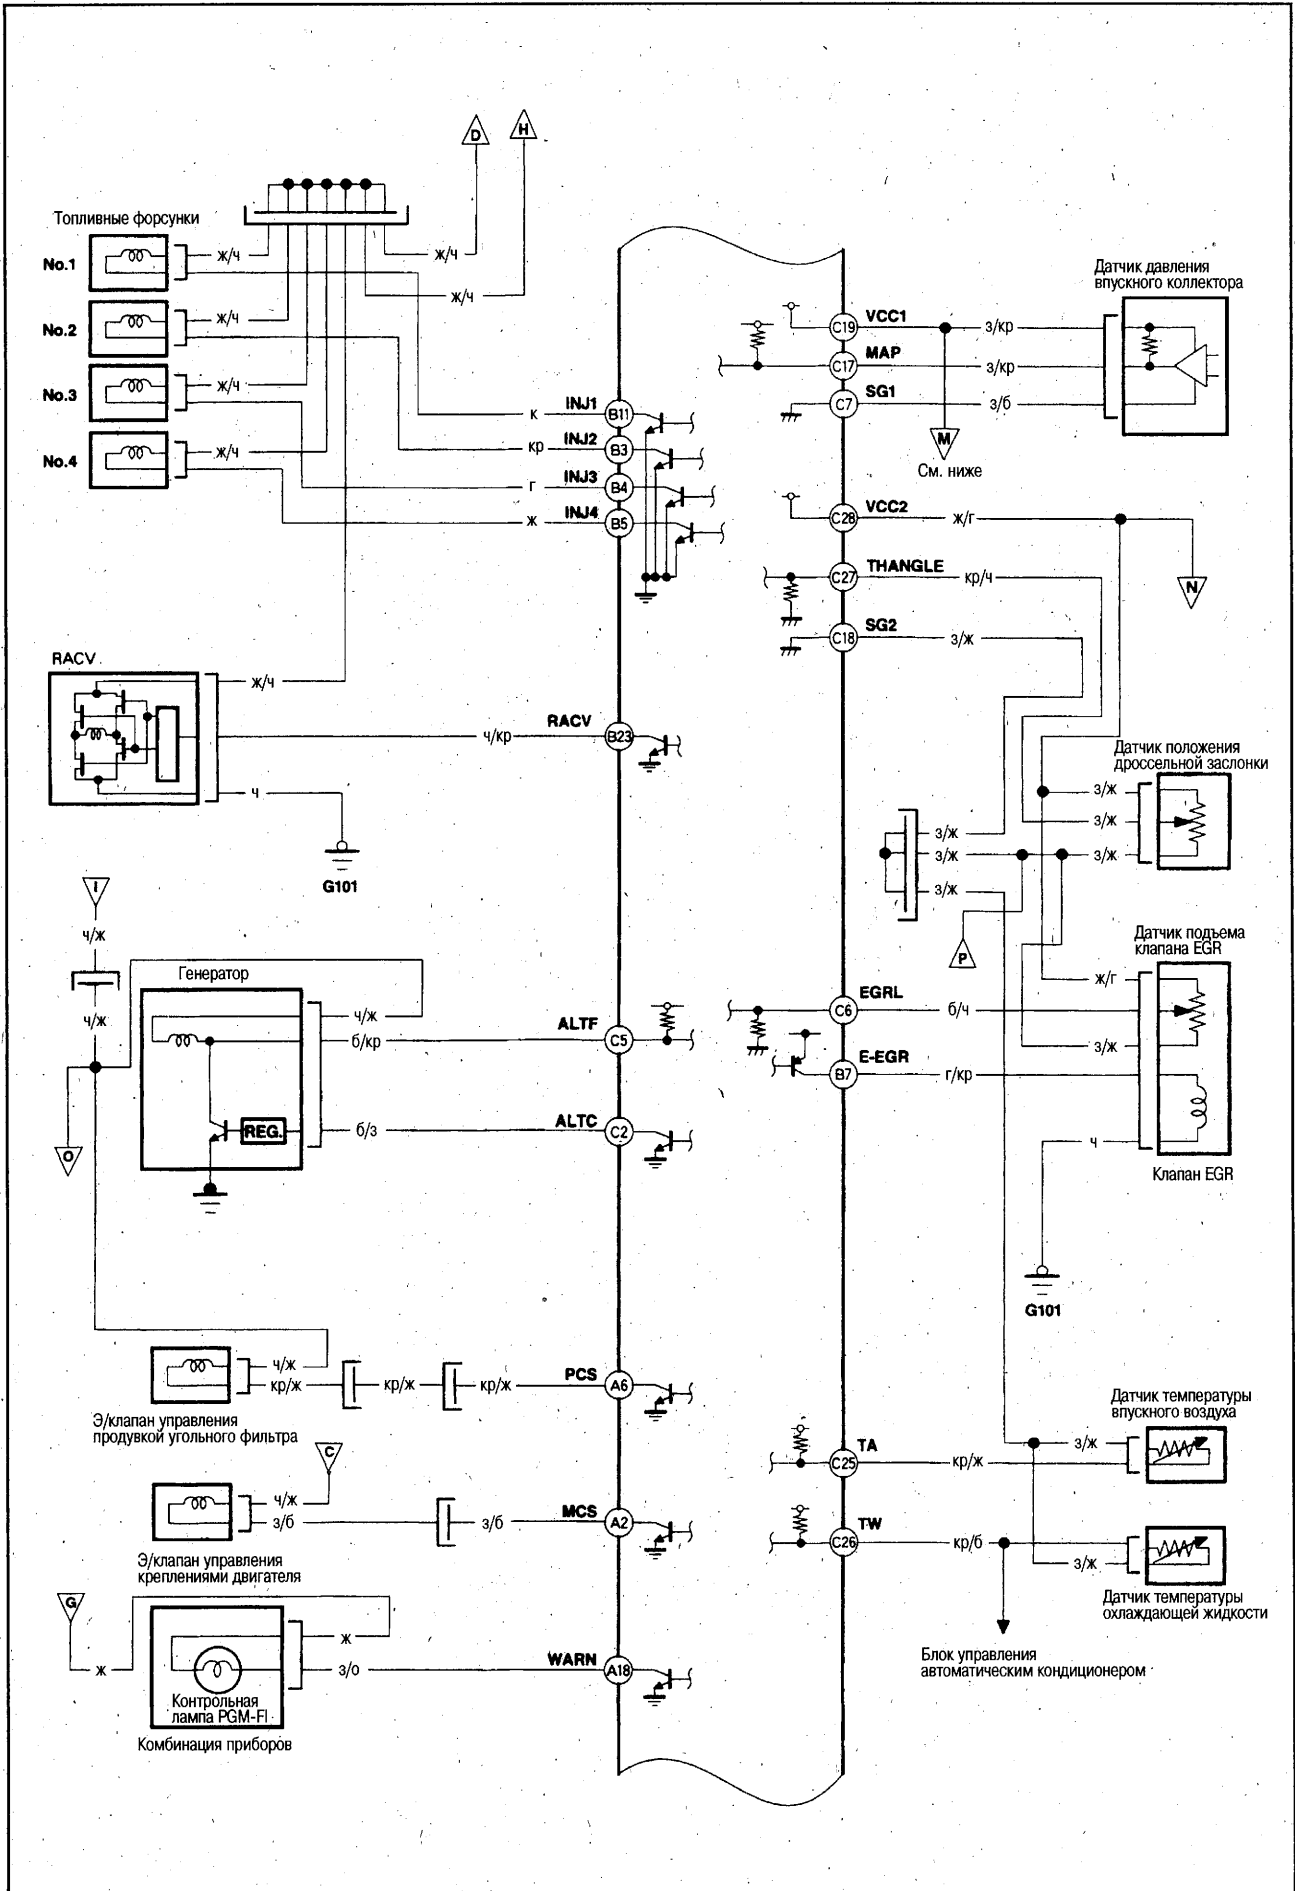 D
H
Топливные форсунки
No.1
ж/ч
ж/ч
ж/ч
No.2
ж/ч
No.3
ж/ч
No.4
ж/ч
к
INJ1
B11
кр
INJ2
B3
г
INJ3
B4
ж
INJ4
B5
RACV
ж/ч
ч/кр
RACV
B23
ч
G101
I
ч/ж
ч/ж
Генератор
ч/ж
б/кр
ALTF
C5
REG.
б/з
ALTC
C2
O
ч/ж
кр/ж
кр/ж
кр/ж
PCS
A6
Э/клапан управления
продувкой угольного фильтра
C
ч/ж
з/б
з/б
MCS
A2
Э/клапан управления
креплениями двигателя
G
ж
ж
з/о
WARN
A18
Контрольная
лампа PGM-FI
Комбинация приборов
Датчик давления
впускного коллектора
C19
VCC1
з/кр
C17
MAP
з/кр
C7
SG1
з/б
M
См. ниже
C28
VCC2
ж/г
N
C27
THANGLE
кр/ч
C18
SG2
з/ж
Датчик положения
дроссельной заслонки
з/ж
з/ж
з/ж
з/ж
з/ж
з/ж
P
Датчик подъема
клапана EGR
ж/г
C6
EGRL
б/ч
з/ж
B7
E-EGR
г/кр
ч
Клапан EGR
G101
Датчик температуры
впускного воздуха
з/ж
C25
TA
кр/ж
C26
TW
кр/б
з/ж
Датчик температуры
охлаждающей жидкости
Блок управления
автоматическим кондиционером